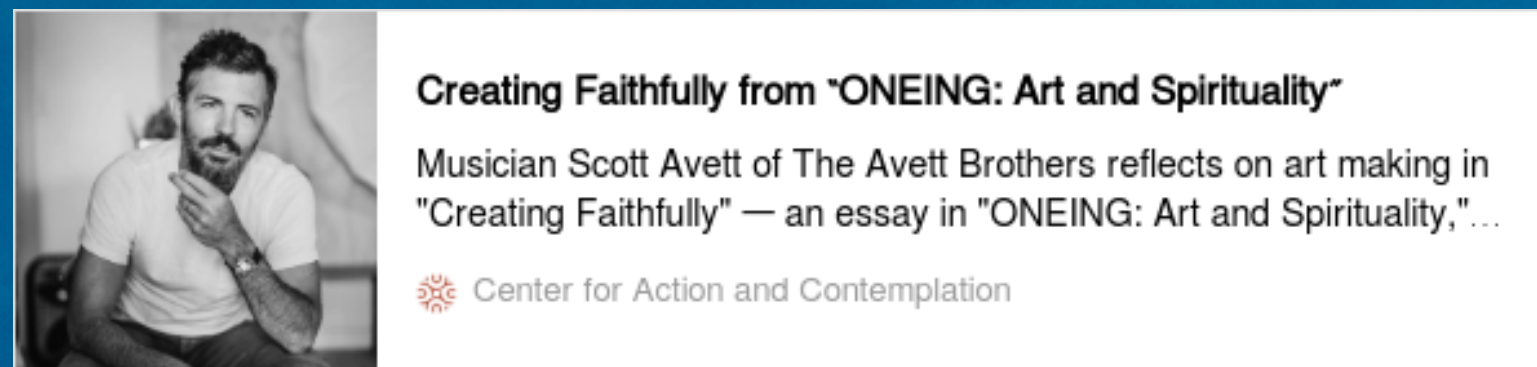 Creating Faithfully from “ONEING: Art and Spirituality”
Musician Scott Avett of The Avett Brothers reflects on art making in
"Creating Faithfully" — an essay in "ONEING: Art and Spirituality,"...
Center for Action and Contemplation